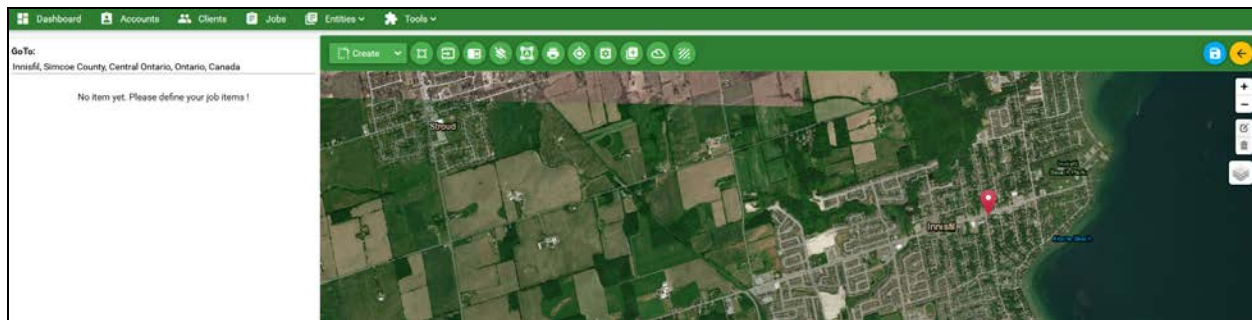 Dashboard Accounts Clients Jobs Entities Tools
GoTo:
Innisfil, Simcoe County, Central Ontario, Ontario, Canada
No item yet. Please define your job items !
Create
+
−
Stroud
Innisfil